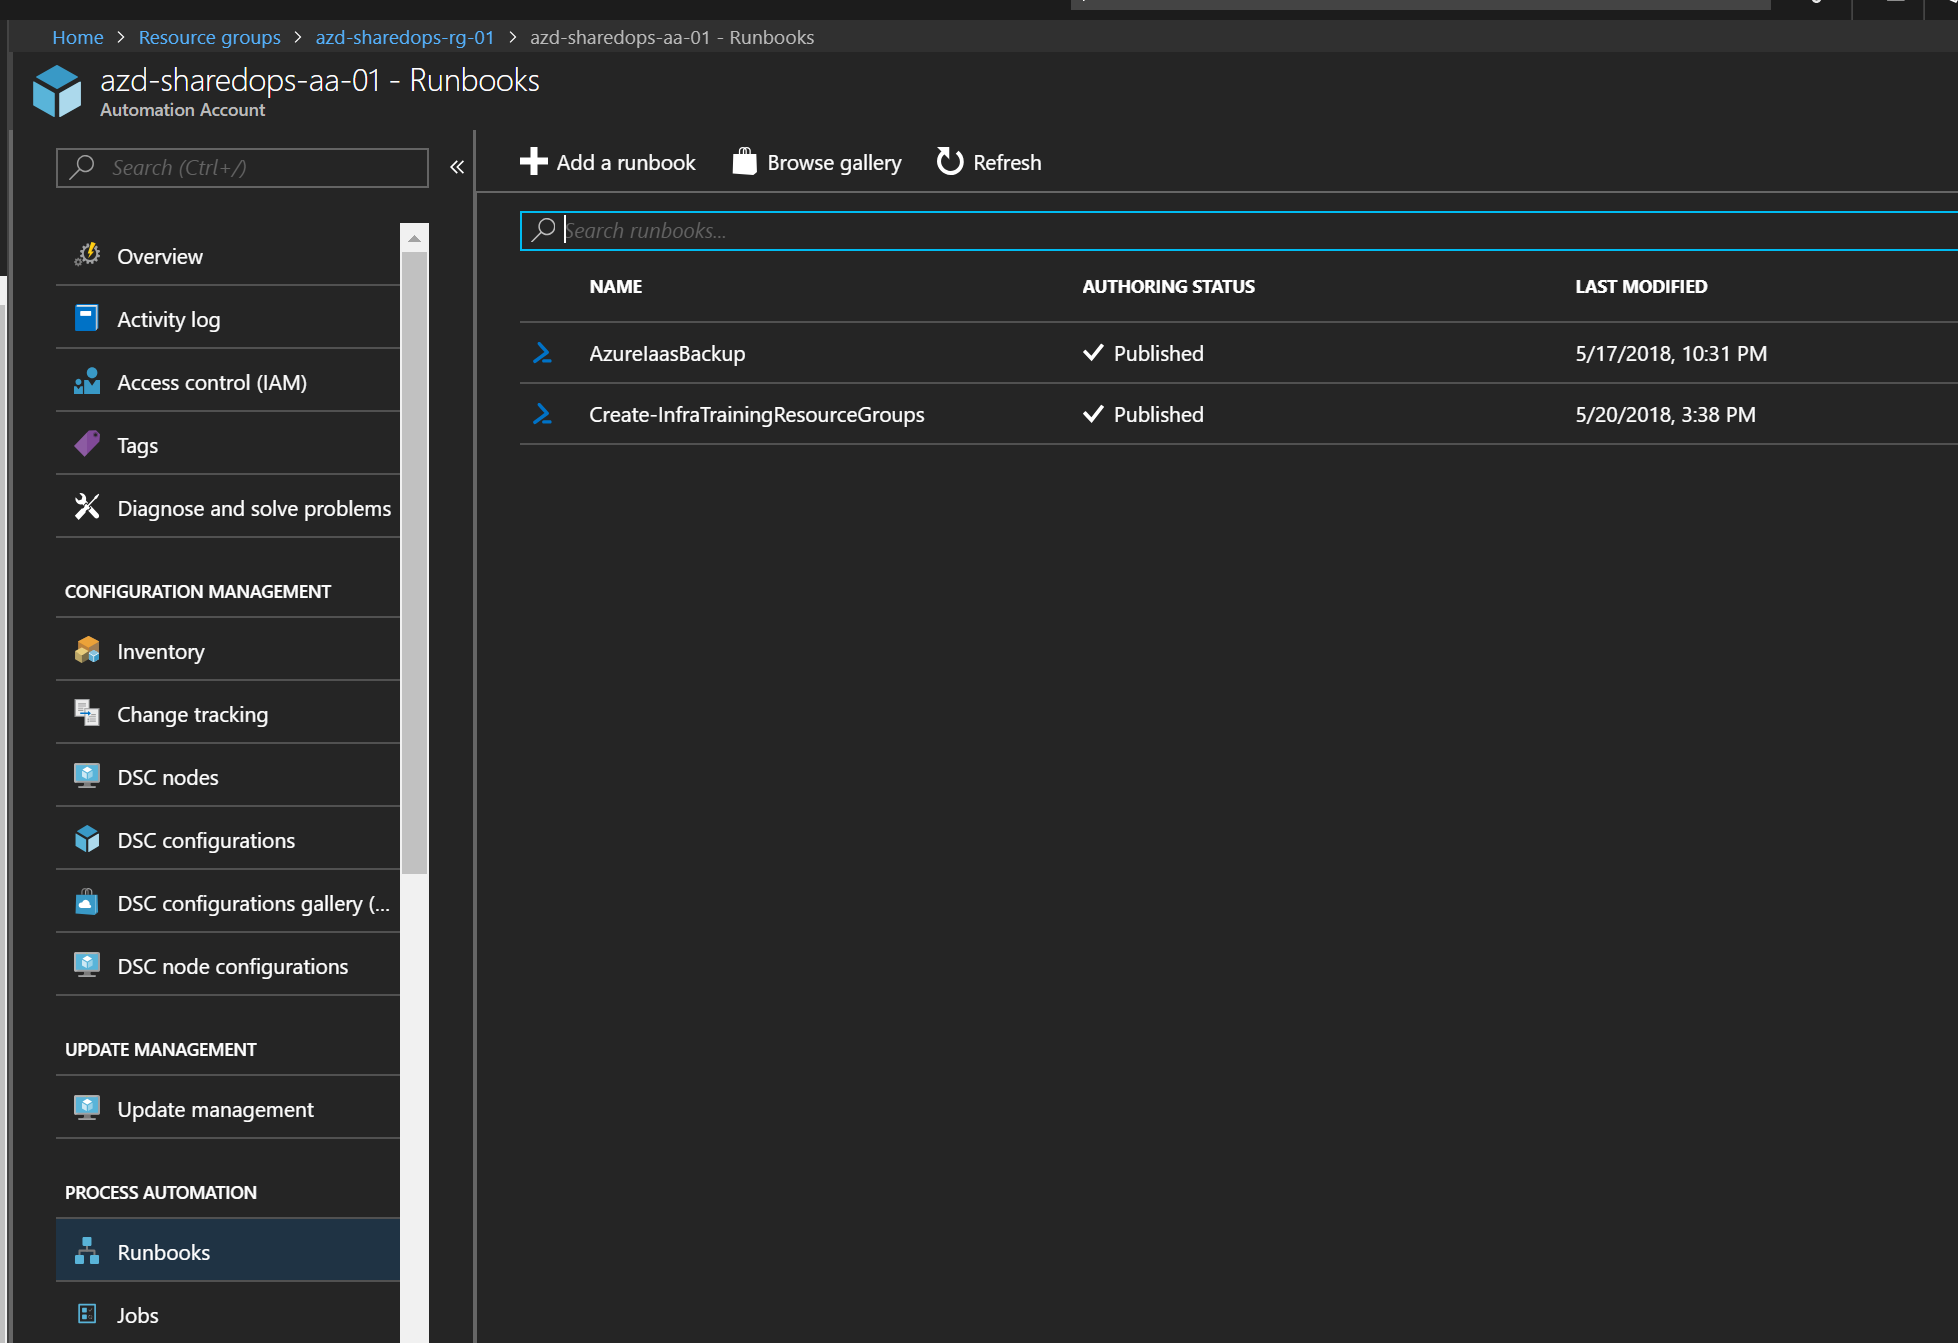 Home > Resource groups > azd-sharedops-rg-01 > azd-sharedops-aa-01 - Runbooks
azd-sharedops-aa-01 - Runbooks
Automation Account
Search (Ctrl+/)
Overview
Activity log
Access control (IAM)
Tags
Diagnose and solve problems
CONFIGURATION MANAGEMENT
Inventory
Change tracking
DSC nodes
DSC configurations
DSC configurations gallery (...
DSC node configurations
UPDATE MANAGEMENT
Update management
PROCESS AUTOMATION
Runbooks
Jobs
Add a runbook Browse gallery Refresh
Search runbooks...
NAME AUTHORING STATUS LAST MODIFIED
AzureIaasBackup Published 5/17/2018, 10:31 PM
Create-InfraTrainingResourceGroups Published 5/20/2018, 3:38 PM